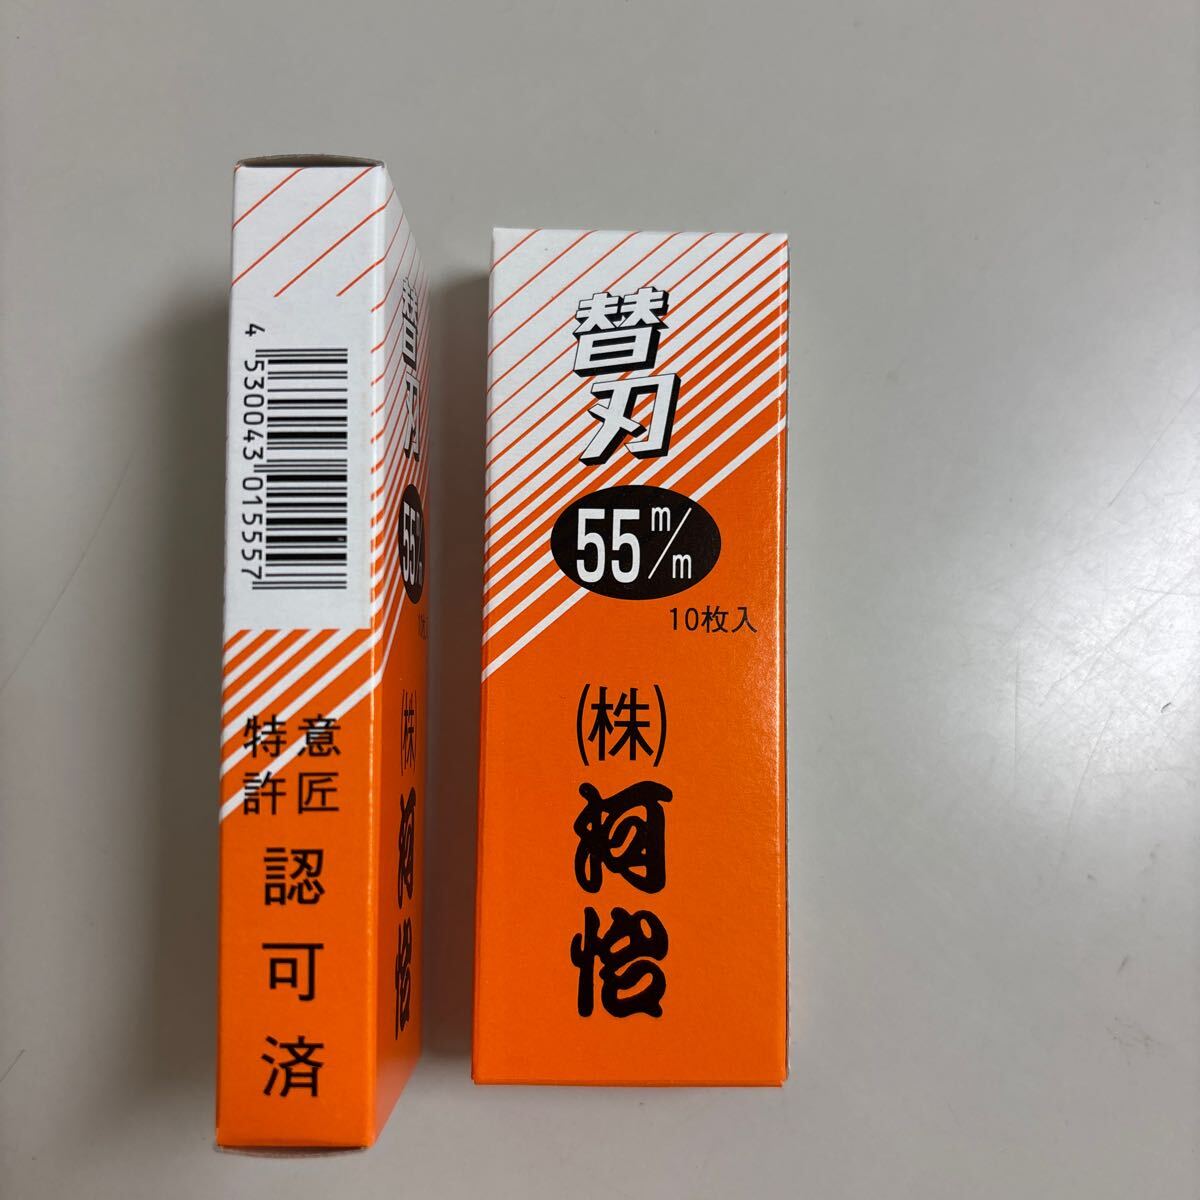 4 530043 015557
特許 意匠
認可済
替刃
55m/m
(株)河怡
替刃
55m/m
10枚入
(株)河怡